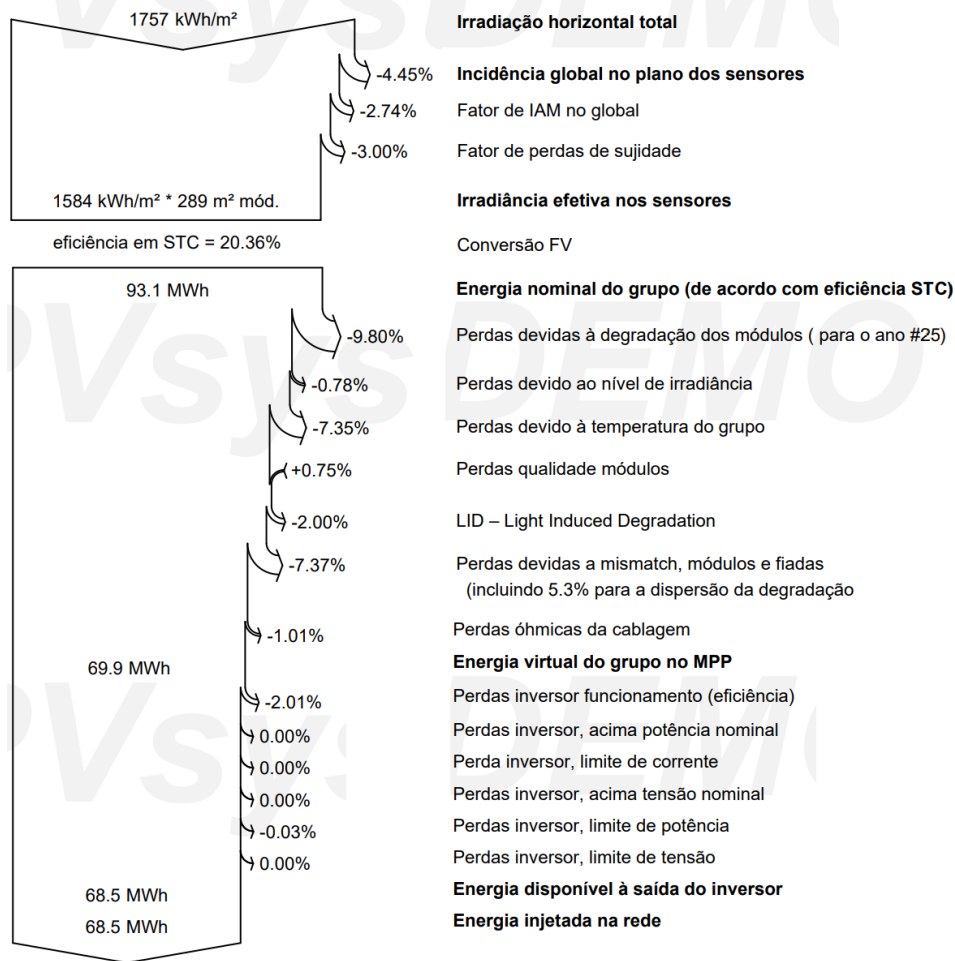 1757 kWh/m² Irradiação horizontal total
-4.45% Incidência global no plano dos sensores
-2.74% Fator de IAM no global
-3.00% Fator de perdas de sujidade
1584 kWh/m² * 289 m² mód. Irradiância efetiva nos sensores
eficiência em STC = 20.36% Conversão FV
93.1 MWh Energia nominal do grupo (de acordo com eficiência STC)
-9.80% Perdas devidas à degradação dos módulos ( para o ano #25)
-0.78% Perdas devido ao nível de irradiância
-7.35% Perdas devido à temperatura do grupo
+0.75% Perdas qualidade módulos
-2.00% LID – Light Induced Degradation
-7.37% Perdas devidas a mismatch, módulos e fiadas
(incluindo 5.3% para a dispersão da degradação
-1.01% Perdas óhmicas da cablagem
69.9 MWh Energia virtual do grupo no MPP
-2.01% Perdas inversor funcionamento (eficiência)
0.00% Perdas inversor, acima potência nominal
0.00% Perda inversor, limite de corrente
0.00% Perdas inversor, acima tensão nominal
-0.03% Perdas inversor, limite de potência
0.00% Perdas inversor, limite de tensão
68.5 MWh Energia disponível à saída do inversor
68.5 MWh Energia injetada na rede
PVsys DEMO